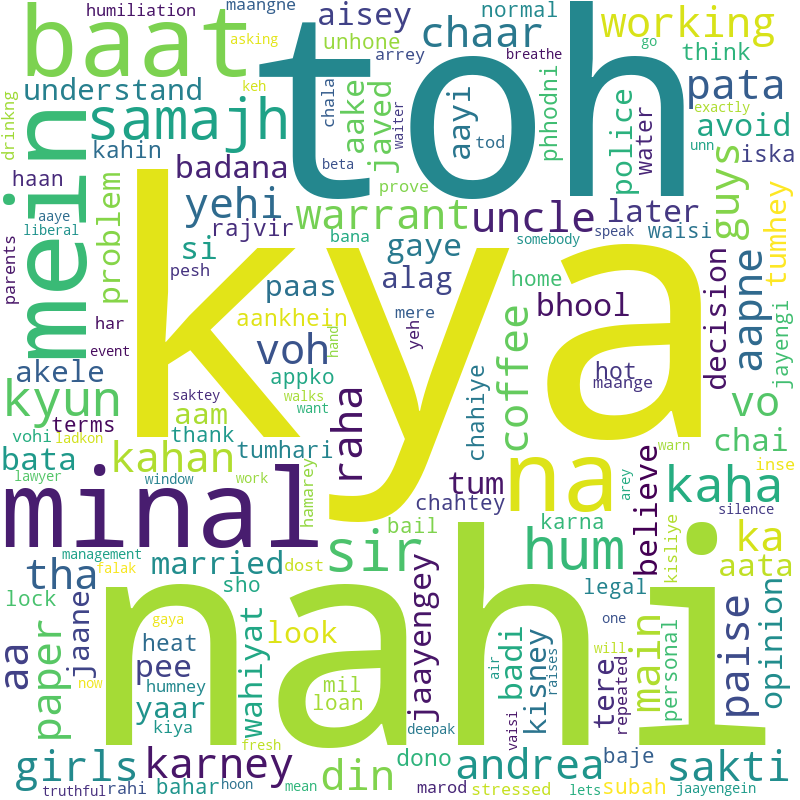 humiliation
maangne
aisey
normal
working
baat
toh
chaar
asking
unhone
arrey
breathe
go
think
understand
keh
pata
drinkng
samajh
chala
aake
javed
waiter
aayi
phhodni
police
water
exactly
avoid
kahin
mein
beta
tod
unn
guys
iska
haan
badana
prove
tumhey
aaye
liberal
problem
yehi
warrant
uncle
later
waisi
parents
si
rajvir
bana
gaye
somebody
speak
kya
pesh
paas
alag
home
decision
aapne
jayengi
har
aankhein
mere
bhool
event
voh
yeh
hand
coffee
hot
maange
akele
saktey
appko
walks
want
kyun
aam
raha
chahiye
vo
terms
thank
vohi
ladkon
kahan
tumhari
na
believe
warn
chai
bata
lawyer
window
work
hamarey
tum
chahtey
arey
kaha
inse
minal
bail
karna
kisliye
silence
sir
hum
ka
management
falak
married
dost
aata
tha
sho
legal
lock
jaane
nahi
aa
paper
gaya
heat
wahiyat
look
air
raises
badi
kisney
one
will
tere
repeated
main
personal
paise
opinion
now
pee
humney
mil
loan
jaayengey
yaar
kiya
deepak
vaisi
fresh
dono
baje
girls
karney
din
andrea
sakti
truthful
rahi
bahar
hoon
mean
marod
stressed
lets
subah
jaayengein